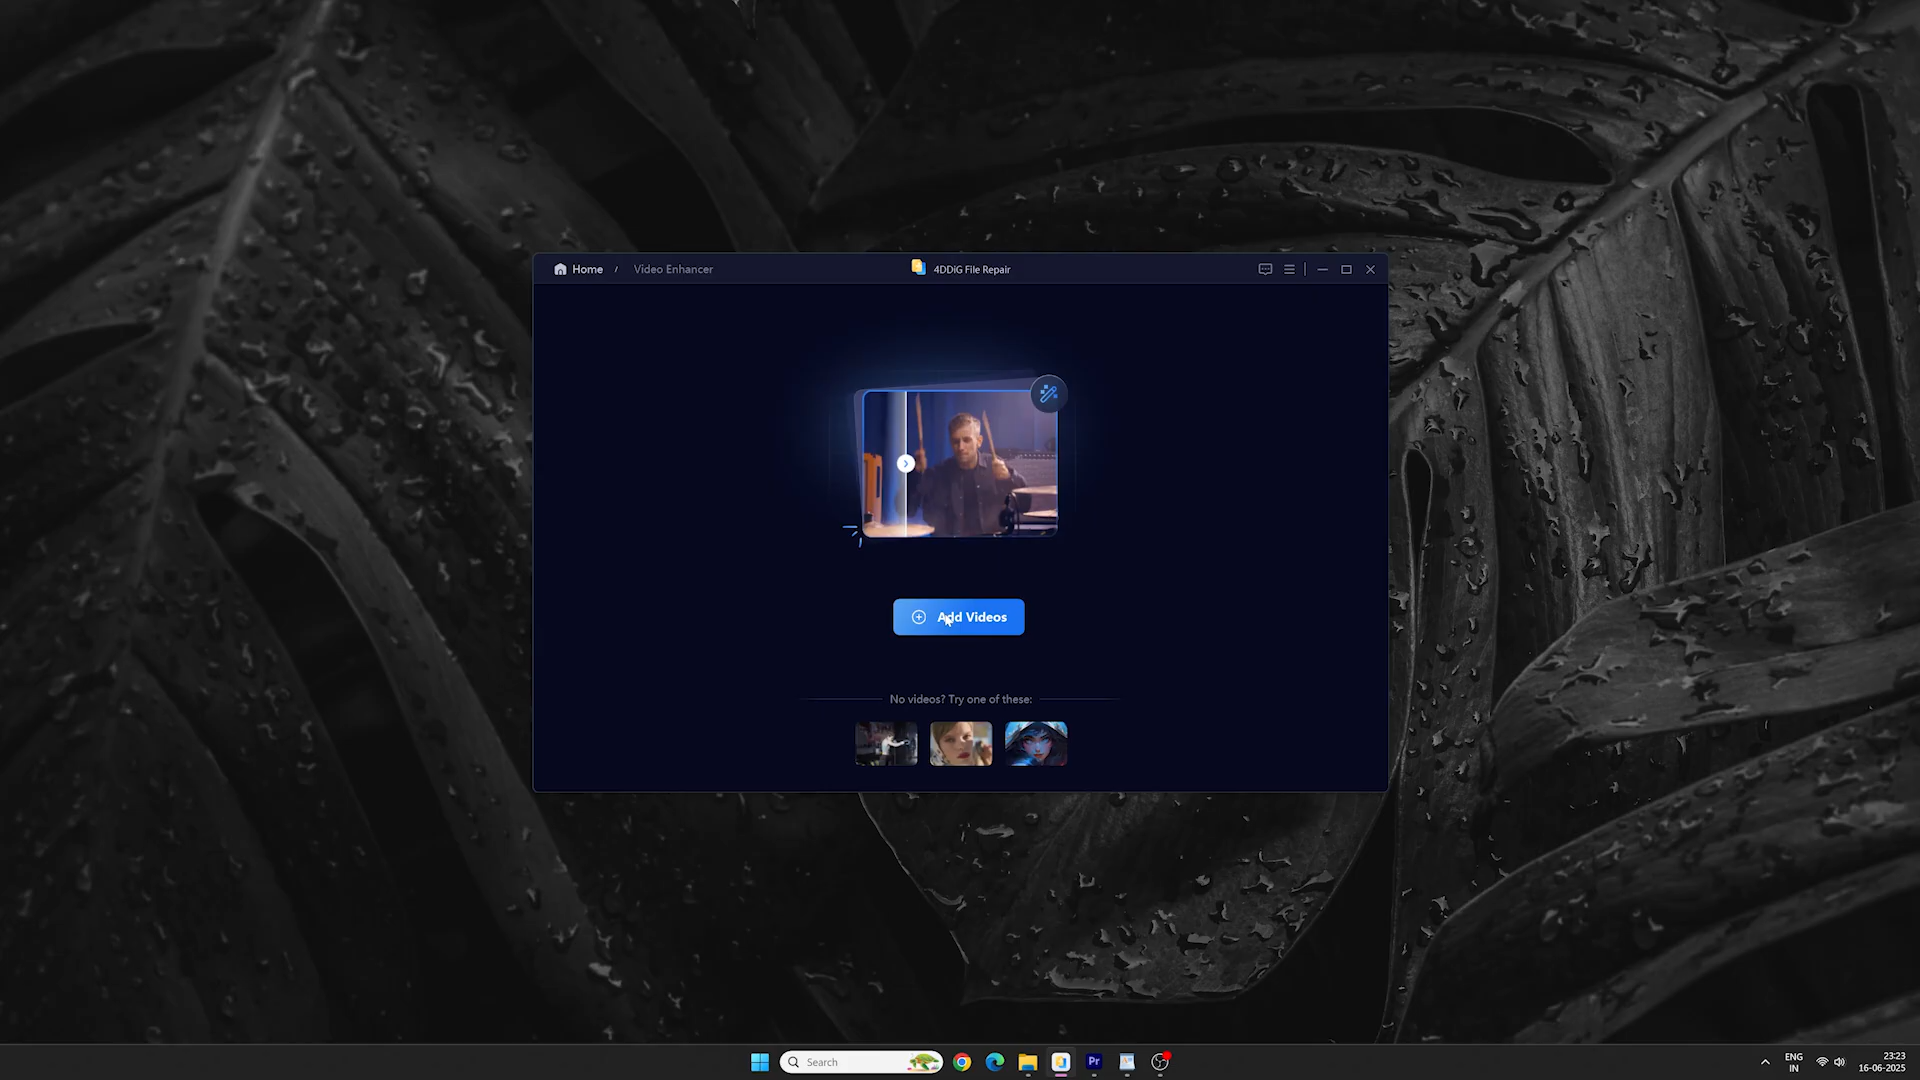 Home / Video Enhancer
4DDiG File Repair
Add Videos
No videos? Try one of these:
Search
Pr
ENG
IN
23:23
16-06-2025